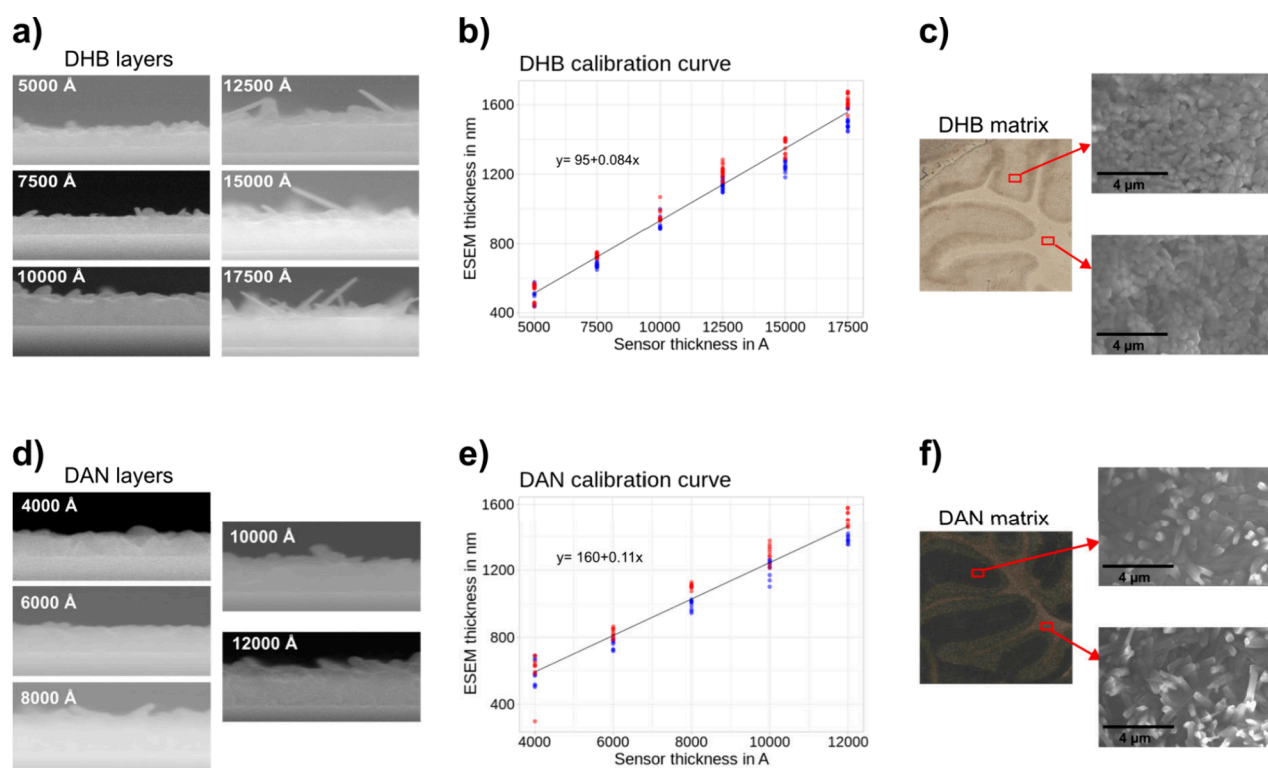 a)
DHB layers
5000 Å
12500 Å
7500 Å
15000 Å
10000 Å
17500 Å
b)
DHB calibration curve
ESEM thickness in nm
1600
1200
800
400
y= 95+0.084x
5000 7500 10000 12500 15000 17500
Sensor thickness in A
c)
DHB matrix
4 µm
4 µm
d)
DAN layers
4000 Å
10000 Å
6000 Å
12000 Å
8000 Å
e)
DAN calibration curve
ESEM thickness in nm
1600
1200
800
400
y= 160+0.11x
4000 6000 8000 10000 12000
Sensor thickness in A
f)
DAN matrix
4 µm
4 µm